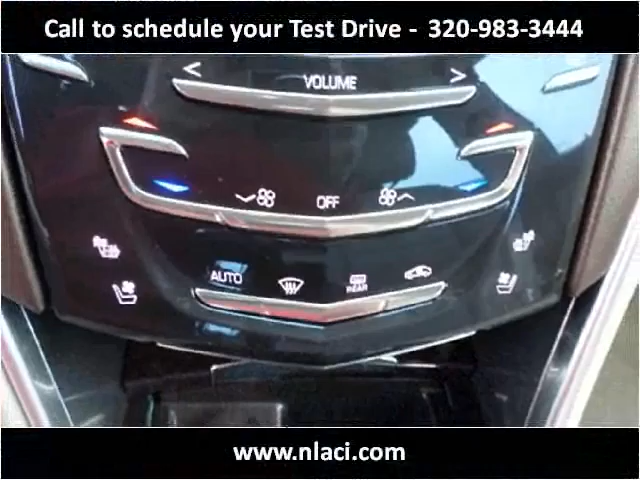 Call to schedule your Test Drive - 320-983-3444
VOLUME
OFF
AUTO
REAR
www.nlaci.com